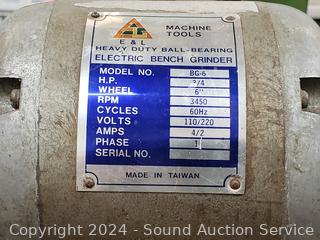 MACHINE
TOOLS
E & L
HEAVY DUTY BALL-BEARING
ELECTRIC BENCH GRINDER
MODEL NO. BG-6
H.P. 3/4
WHEEL 6"
RPM 3450
CYCLES 60Hz
VOLTS 110/220
AMPS 4/2
PHASE 1
SERIAL NO.
MADE IN TAIWAN
Copyright © 2024 - Sound Auction Service